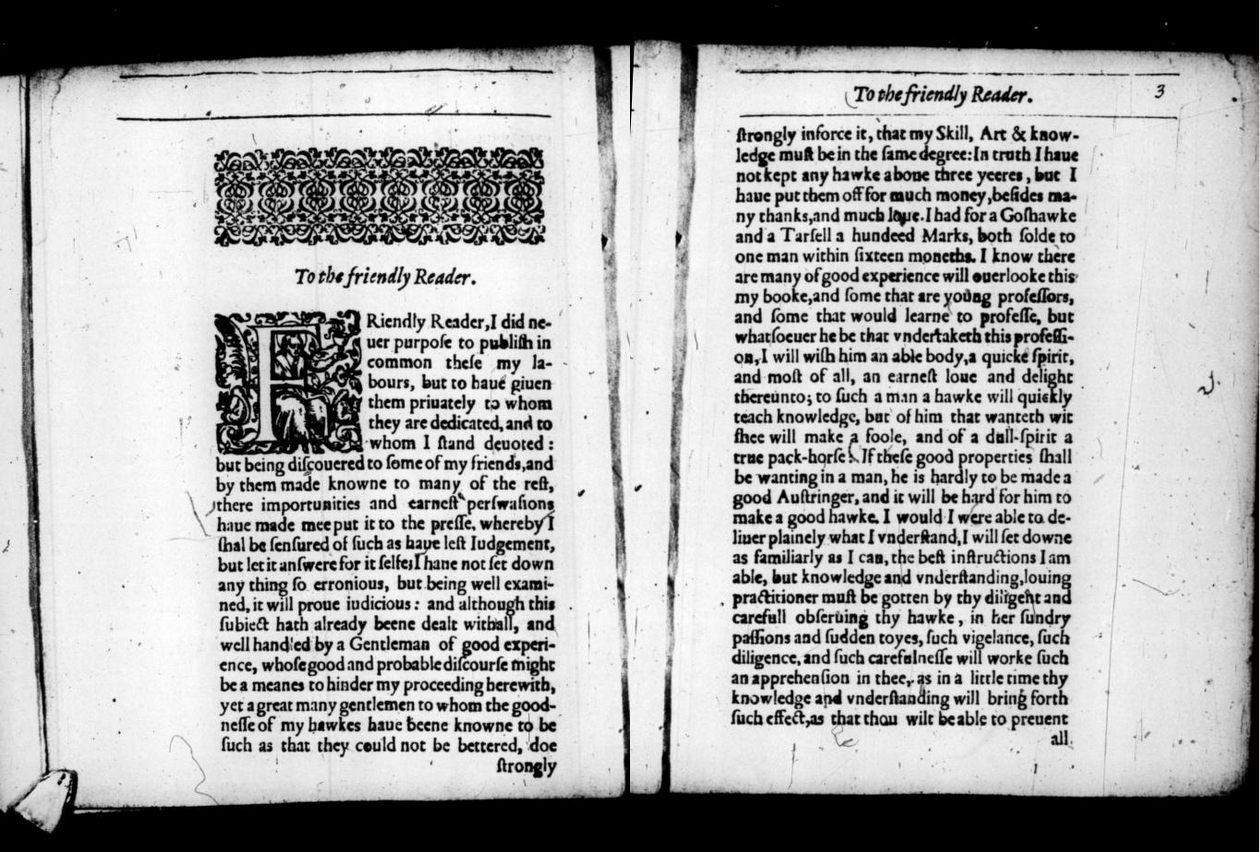 To the friendly Reader.
FRiendly Reader,I did ne-
uer purpose to publish in
common these my la-
bours, but to haue giuen
them priuately to whom
they are dedicated, and to
whom I stand deuoted :
but being discouered to some of my friends,and
by them made knowne to many of the rest,
there importunities and earnest perswasions
haue made mee put it to the presse, whereby I
shal be sensured of such as haue left Iudgement,
but let it answere for it selfe,I haue not set down
any thing so erronious, but being well exami-
ned, it will proue iudicious : and although this
subiect hath already beene dealt withall, and
well handled by a Gentleman of good experi-
ence, whose good and probable discourse might
be a meanes to hinder my proceeding herewith,
yet a great many gentlemen to whom the good-
nesse of my hawkes haue beene knowne to be
such as that they could not be bettered, doe
strongly
To the friendly Reader. 3
strongly inforce it, that my Skill, Art & know-
ledge must be in the same degree: In truth I haue
not kept any hawke aboue three yeeres, but I
haue put them off for much money,besides ma-
ny thanks,and much loue. I had for a Goshawke
and a Tarsell a hundeed Marks, both solde to
one man within sixteen moneths. I know there
are many of good experience will ouerlooke this
my booke,and some that are young professors,
and some that would learne to professe, but
whatsoeuer he be that vndertaketh this professi-
on, I will wish him an able body,a quicke spirit,
and most of all, an earnest loue and delight
thereunto; to such a man a hawke will quickly
teach knowledge, but of him that wanteth wit
shee will make a foole, and of a dull-spirit a
true pack-horse: If these good properties shall
be wanting in a man, he is hardly to be made a
good Austringer, and it will be hard for him to
make a good hawke. I would I were able to de-
liuer plainely what I vnderstand, I will set downe
as familiarly as I can, the best instructions I am
able, but knowledge and vnderstanding,louing
practitioner must be gotten by thy diligent and
carefull obseruing thy hawke, in her sundry
passions and sudden toyes, such vigelance, such
diligence, and such carefulnesse will worke such
an apprehension in thee, as in a little time thy
knowledge and vnderstanding will bring forth
such effect,as that thou wilt be able to preuent
all